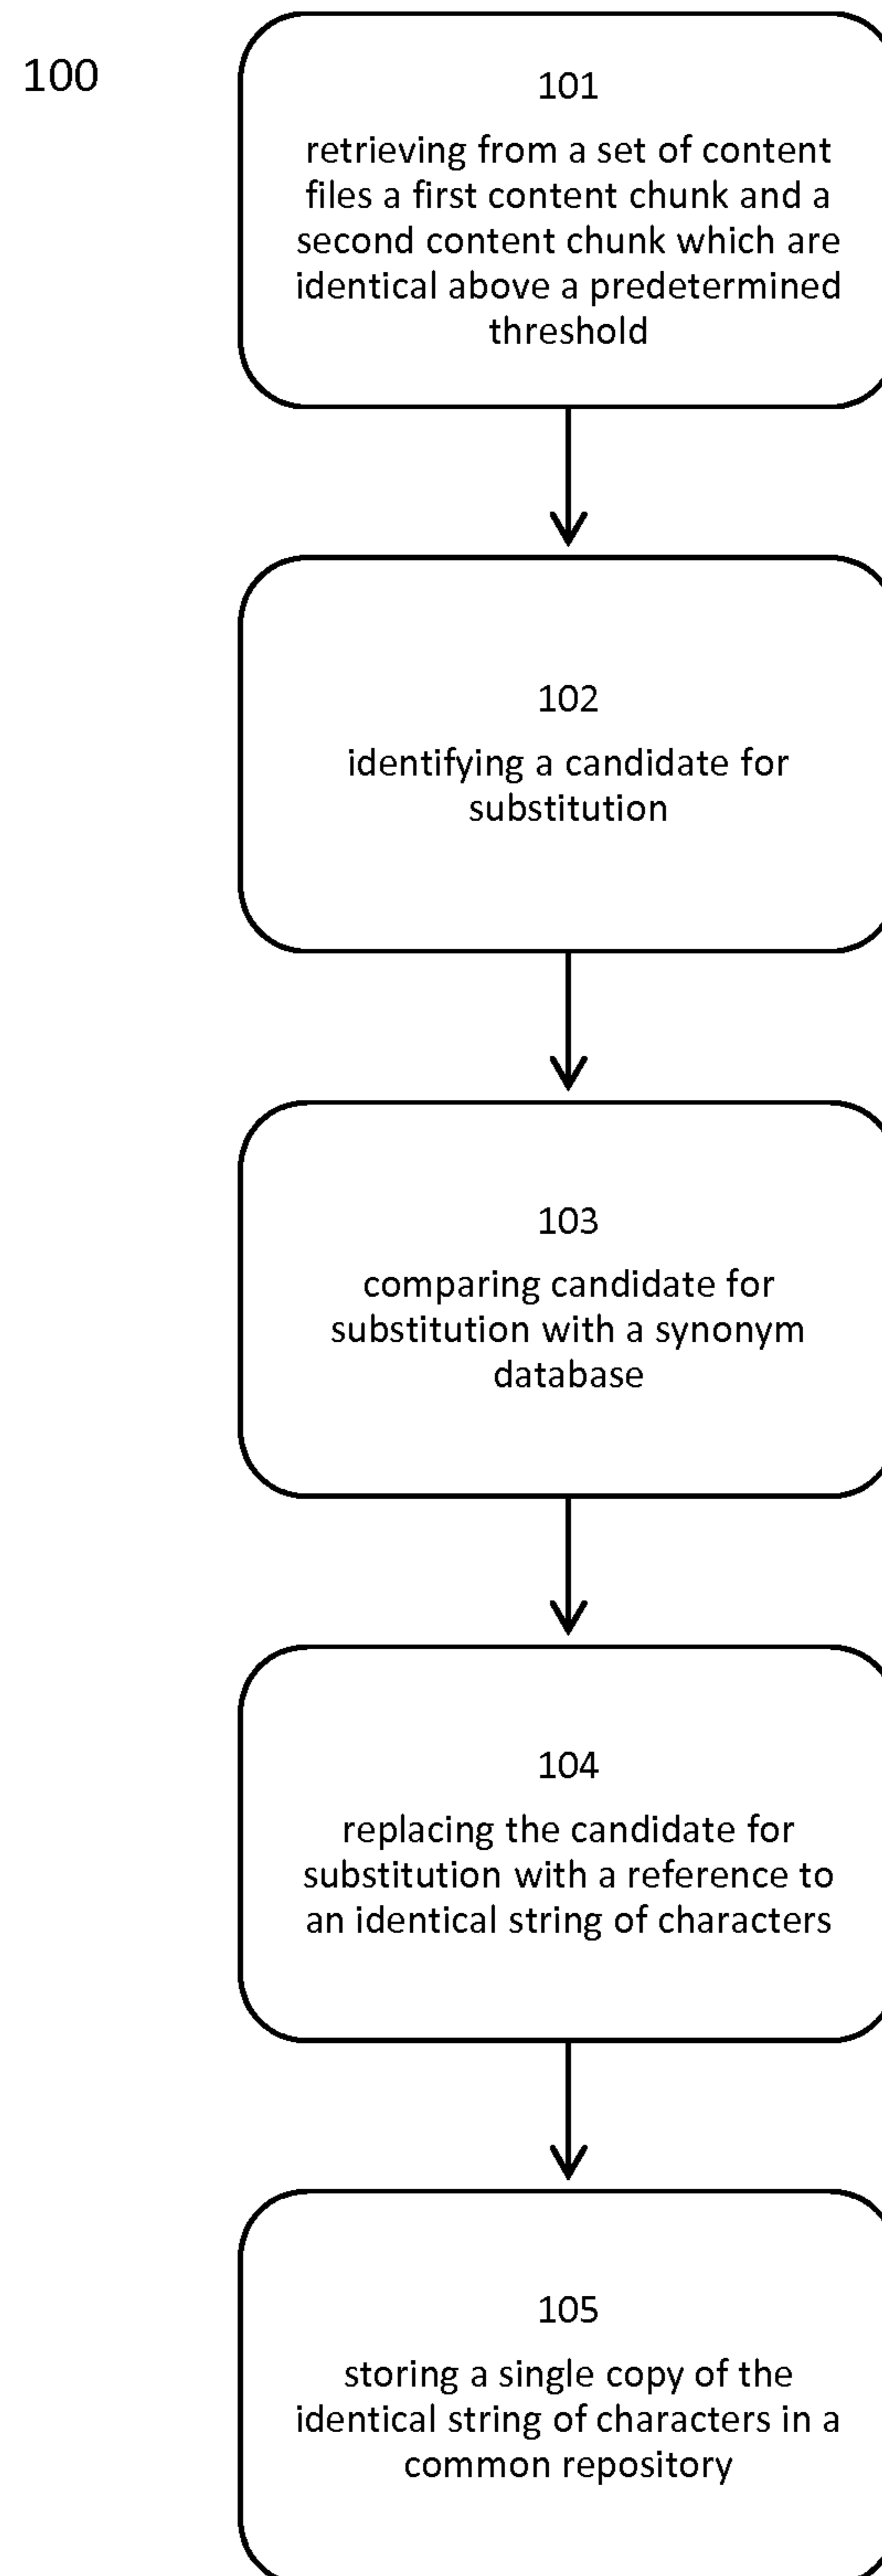 100
101
retrieving from a set of content
files a first content chunk and a
second content chunk which are
identical above a predetermined
threshold
102
identifying a candidate for
substitution
103
comparing candidate for
substitution with a synonym
database
104
replacing the candidate for
substitution with a reference to
an identical string of characters
105
storing a single copy of the
identical string of characters in a
common repository